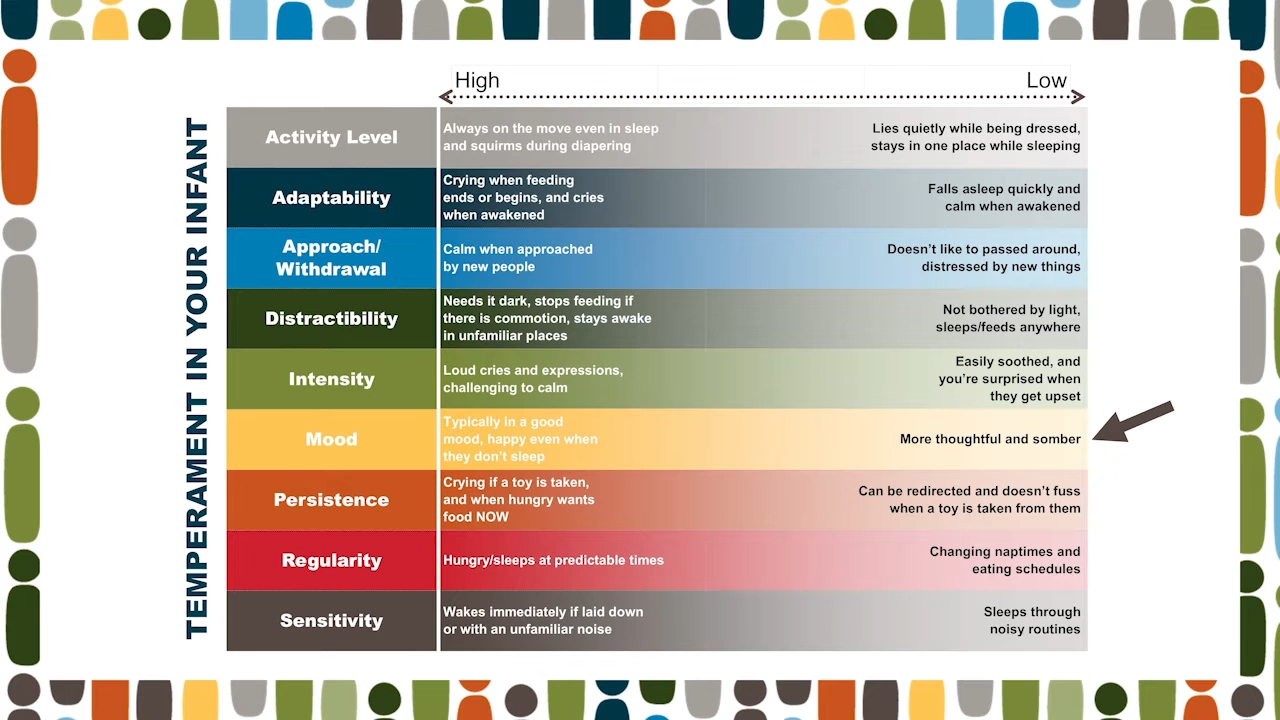 High
Low
TEMPERAMENT IN YOUR INFANT
Activity Level
Always on the move even in sleep
and squirms during diapering
Lies quietly while being dressed,
stays in one place while sleeping
Adaptability
Crying when feeding
ends or begins, and cries
when awakened
Falls asleep quickly and
calm when awakened
Approach/
Withdrawal
Calm when approached
by new people
Doesn’t like to passed around,
distressed by new things
Distractibility
Needs it dark, stops feeding if
there is commotion, stays awake
in unfamiliar places
Not bothered by light,
sleeps/feeds anywhere
Intensity
Loud cries and expressions,
challenging to calm
Easily soothed, and
you’re surprised when
they get upset
Mood
Typically in a good
mood, happy even when
they don’t sleep
More thoughtful and somber
Persistence
Crying if a toy is taken,
and when hungry wants
food NOW
Can be redirected and doesn’t fuss
when a toy is taken from them
Regularity
Hungry/sleeps at predictable times
Changing naptimes and
eating schedules
Sensitivity
Wakes immediately if laid down
or with an unfamiliar noise
Sleeps through
noisy routines